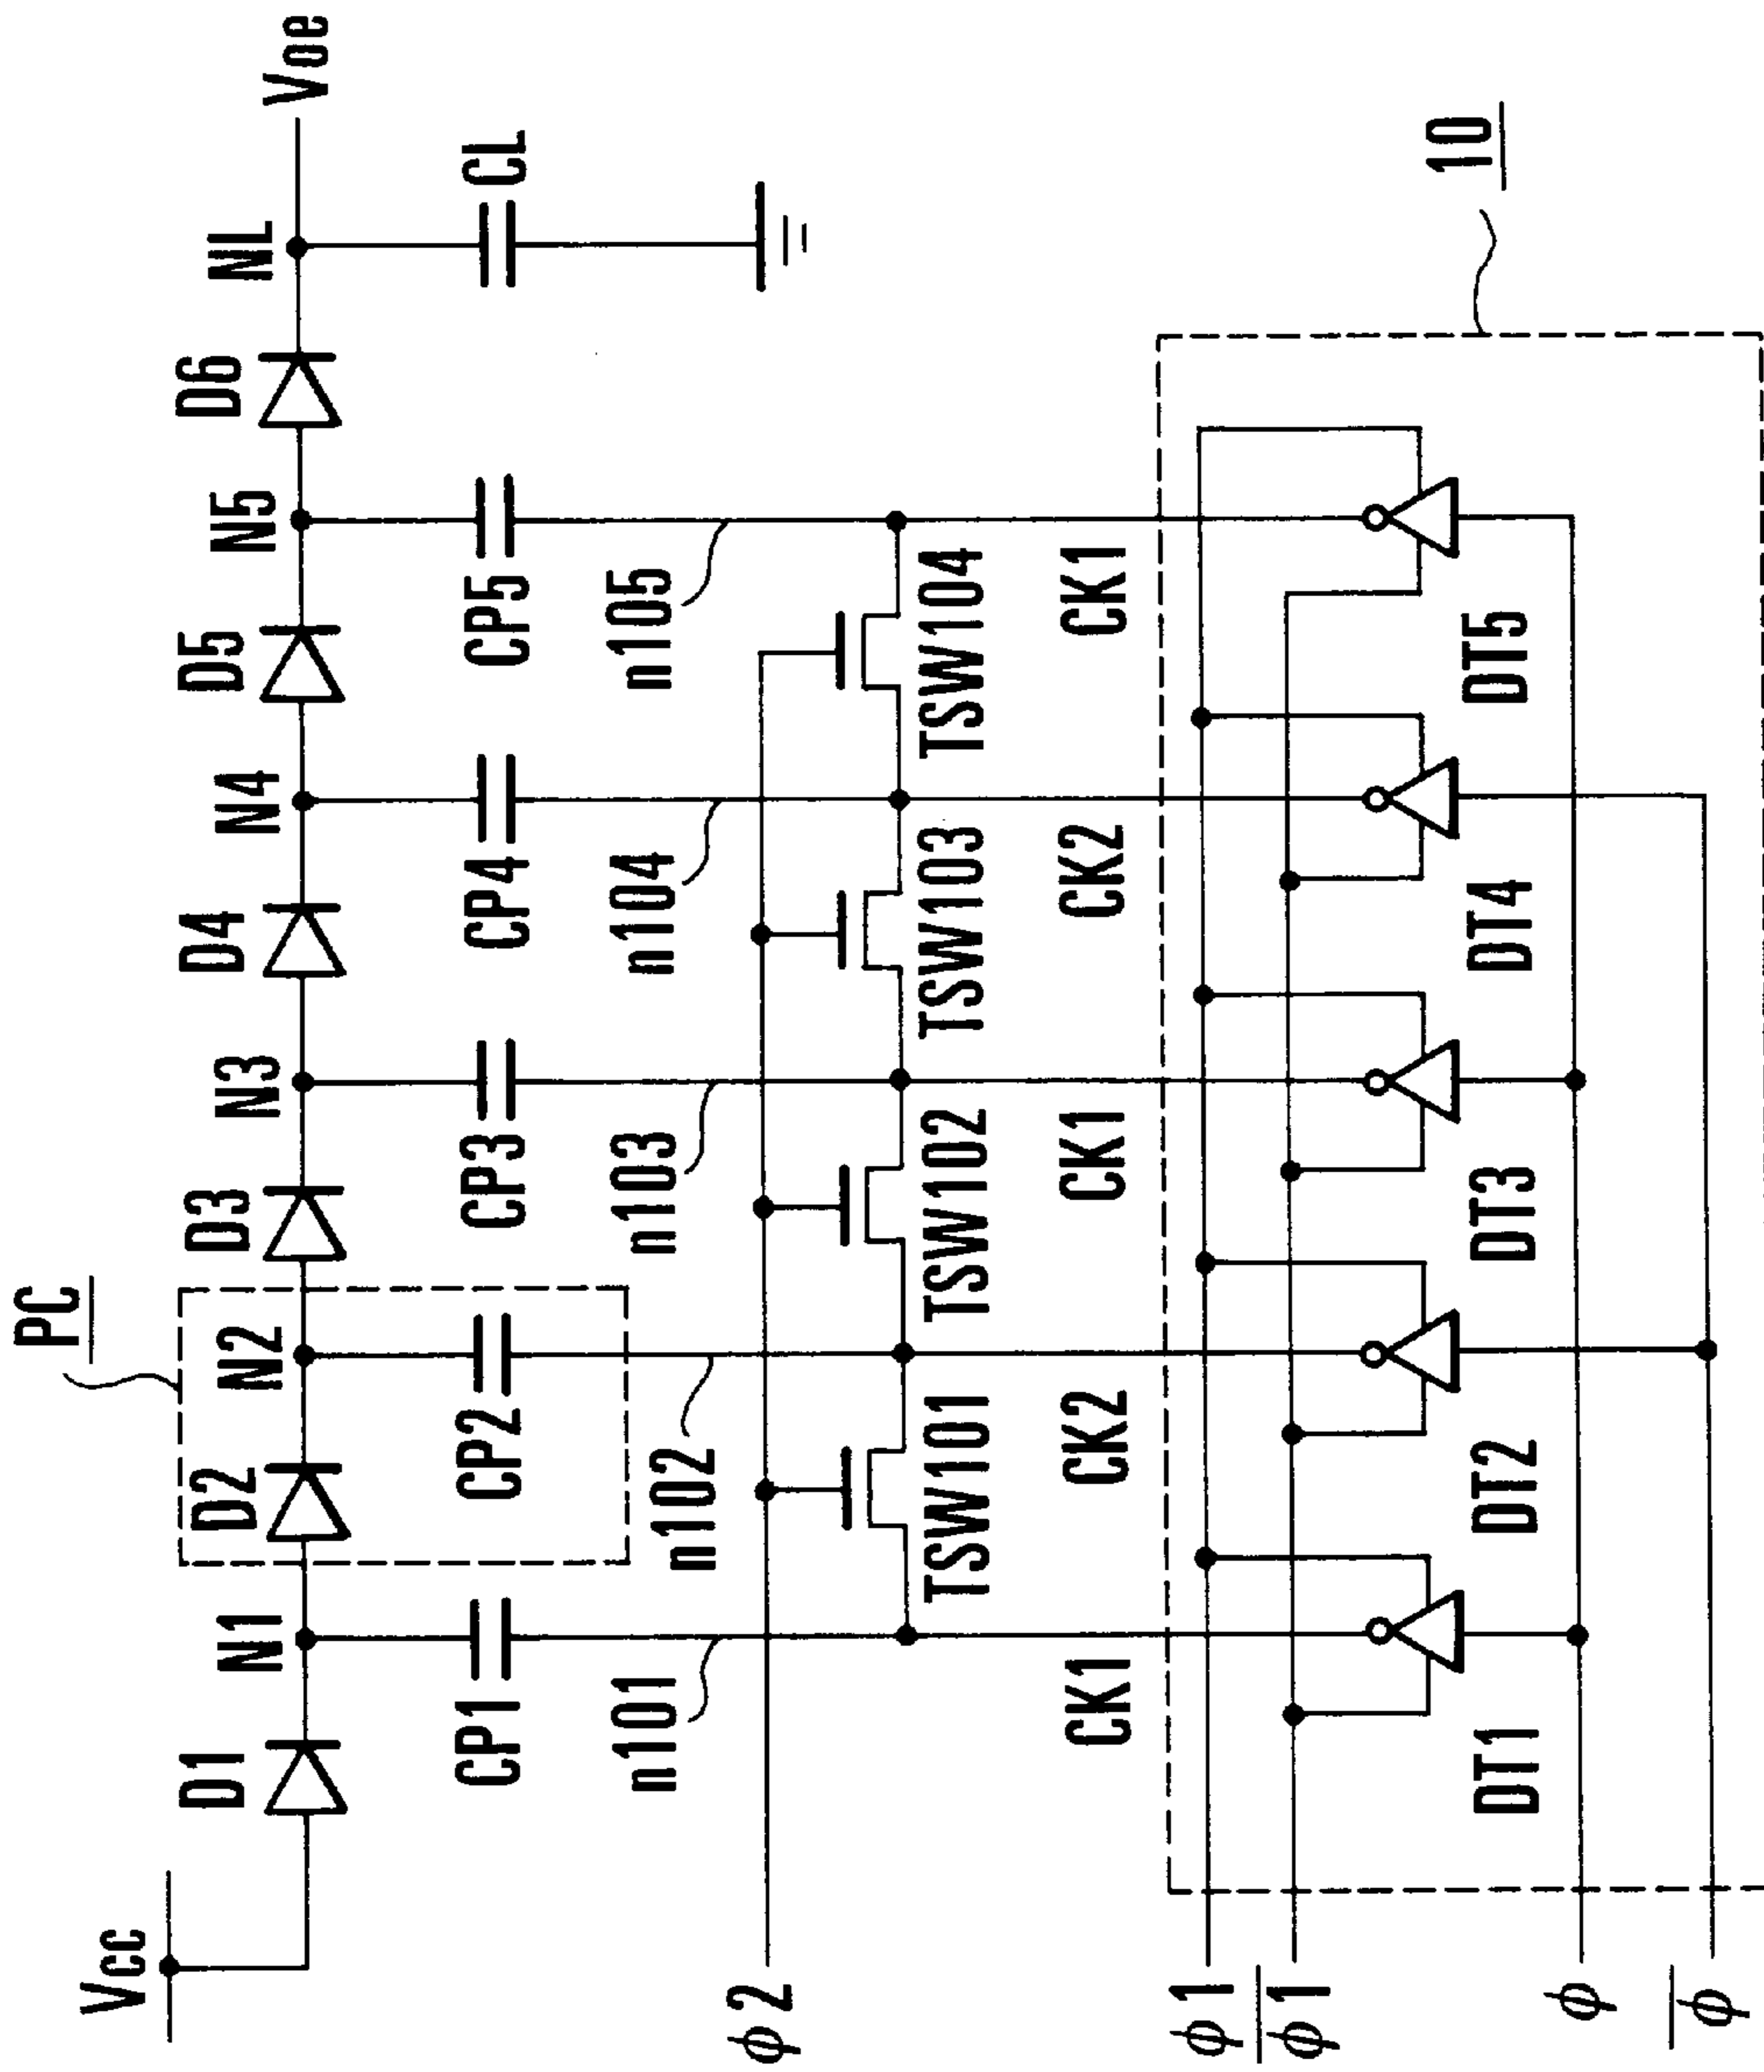 PC
Vcc
D1
N1
D2
N2
D3
N3
D4
N4
D5
N5
D6
NL
Voe
CP1
CP2
CP3
CP4
CP5
CL
n101
n102
n103
n104
n105
ϕ2
TSW101
TSW102
TSW103
TSW104
CK1
CK2
CK1
CK2
CK1
10
ϕ1
ϕ1
DT1
DT2
DT3
DT4
DT5
ϕ
ϕ